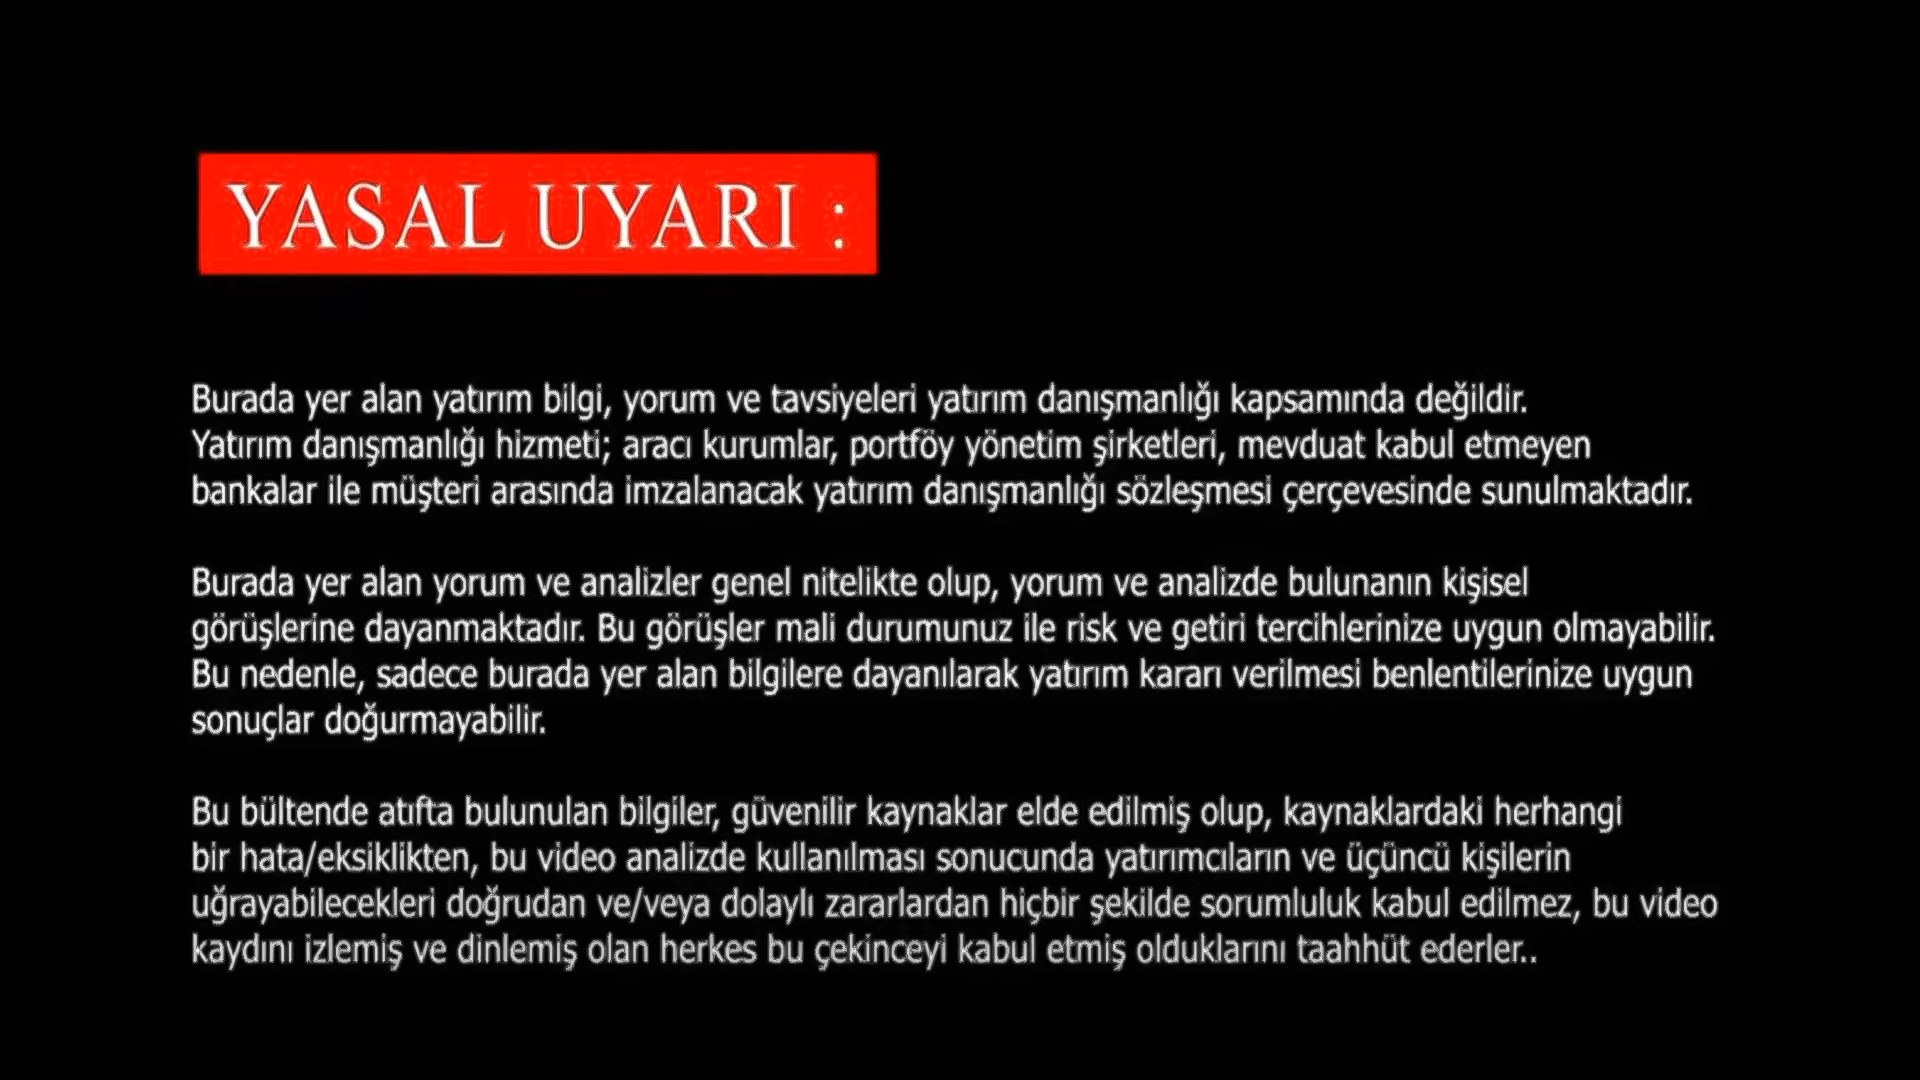 YASAL UYARI :
Burada yer alan yatırım bilgi, yorum ve tavsiyeleri yatırım danışmanlığı kapsamında değildir.
Yatırım danışmanlığı hizmeti; aracı kurumlar, portföy yönetim şirketleri, mevduat kabul etmeyen
bankalar ile müşteri arasında imzalanacak yatırım danışmanlığı sözleşmesi çerçevesinde sunulmaktadır.
Burada yer alan yorum ve analizler genel nitelikte olup, yorum ve analizde bulunanın kişisel
görüşlerine dayanmaktadır. Bu görüşler mali durumunuz ile risk ve getiri tercihlerinize uygun olmayabilir.
Bu nedenle, sadece burada yer alan bilgilere dayanılarak yatırım kararı verilmesi benlentilerinize uygun
sonuçlar doğurmayabilir.
Bu bültende atıfta bulunulan bilgiler, güvenilir kaynaklar elde edilmiş olup, kaynaklardaki herhangi
bir hata/eksiklikten, bu video analizde kullanılması sonucunda yatırımcıların ve üçüncü kişilerin
uğrayabilecekleri doğrudan ve/veya dolaylı zararlardan hiçbir şekilde sorumluluk kabul edilmez, bu video
kaydını izlemiş ve dinlemiş olan herkes bu çekinceyi kabul etmiş olduklarını taahhüt ederler..